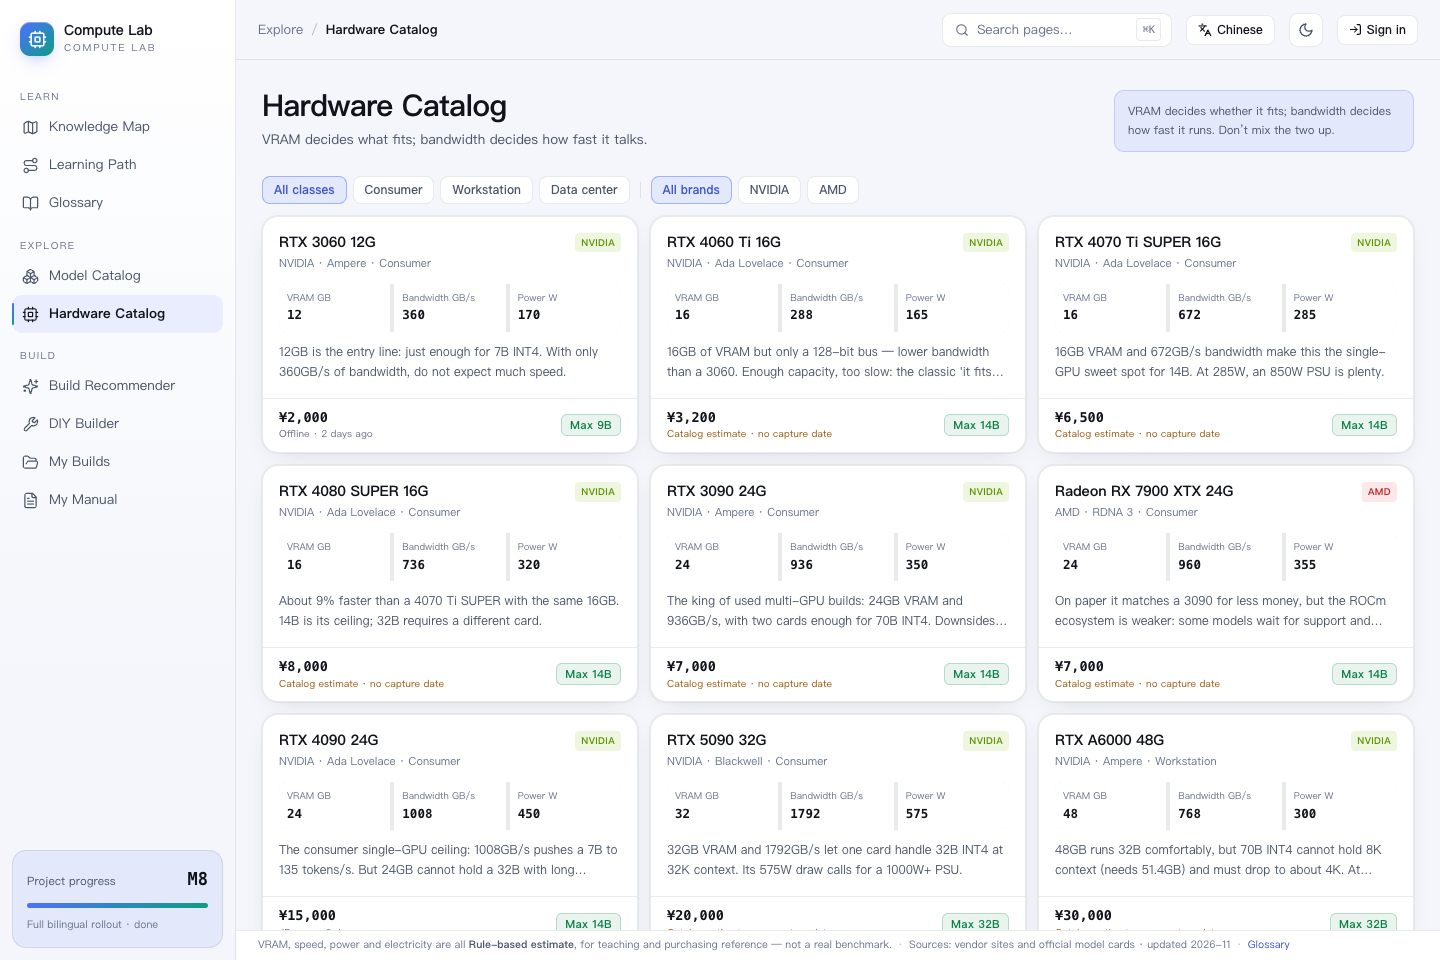 Compute Lab
COMPUTE LAB
LEARN
Knowledge Map
Learning Path
Glossary
EXPLORE
Model Catalog
Hardware Catalog
BUILD
Build Recommender
DIY Builder
My Builds
My Manual
Project progress M8
Full bilingual rollout · done
Explore / Hardware Catalog
Search pages... ⌘K
Chinese
Sign in
Hardware Catalog
VRAM decides what fits; bandwidth decides how fast it talks.
VRAM decides whether it fits; bandwidth decides
how fast it runs. Don't mix the two up.
All classes Consumer Workstation Data center All brands NVIDIA AMD
RTX 3060 12G NVIDIA
NVIDIA · Ampere · Consumer
VRAM GB Bandwidth GB/s Power W
12 360 170
12GB is the entry line: just enough for 7B INT4. With only
360GB/s of bandwidth, do not expect much speed.
¥2,000
Offline · 2 days ago
Max 9B
RTX 4060 Ti 16G NVIDIA
NVIDIA · Ada Lovelace · Consumer
VRAM GB Bandwidth GB/s Power W
16 288 165
16GB of VRAM but only a 128-bit bus — lower bandwidth
than a 3060. Enough capacity, too slow: the classic 'it fits...
¥3,200
Catalog estimate · no capture date
Max 14B
RTX 4070 Ti SUPER 16G NVIDIA
NVIDIA · Ada Lovelace · Consumer
VRAM GB Bandwidth GB/s Power W
16 672 285
16GB VRAM and 672GB/s bandwidth make this the single-
GPU sweet spot for 14B. At 285W, an 850W PSU is plenty.
¥6,500
Catalog estimate · no capture date
Max 14B
RTX 4080 SUPER 16G NVIDIA
NVIDIA · Ada Lovelace · Consumer
VRAM GB Bandwidth GB/s Power W
16 736 320
About 9% faster than a 4070 Ti SUPER with the same 16GB.
14B is its ceiling; 32B requires a different card.
¥8,000
Catalog estimate · no capture date
Max 14B
RTX 3090 24G NVIDIA
NVIDIA · Ampere · Consumer
VRAM GB Bandwidth GB/s Power W
24 936 350
The king of used multi-GPU builds: 24GB VRAM and
936GB/s, with two cards enough for 70B INT4. Downsides...
¥7,000
Catalog estimate · no capture date
Max 14B
Radeon RX 7900 XTX 24G AMD
AMD · RDNA 3 · Consumer
VRAM GB Bandwidth GB/s Power W
24 960 355
On paper it matches a 3090 for less money, but the ROCm
ecosystem is weaker: some models wait for support and...
¥7,000
Catalog estimate · no capture date
Max 14B
RTX 4090 24G NVIDIA
NVIDIA · Ada Lovelace · Consumer
VRAM GB Bandwidth GB/s Power W
24 1008 450
The consumer single-GPU ceiling: 1008GB/s pushes a 7B to
135 tokens/s. But 24GB cannot hold a 32B with long...
¥15,000
Max 14B
RTX 5090 32G NVIDIA
NVIDIA · Blackwell · Consumer
VRAM GB Bandwidth GB/s Power W
32 1792 575
32GB VRAM and 1792GB/s let one card handle 32B INT4 at
32K context. Its 575W draw calls for a 1000W+ PSU.
¥20,000
Max 32B
RTX A6000 48G NVIDIA
NVIDIA · Ampere · Workstation
VRAM GB Bandwidth GB/s Power W
48 768 300
48GB runs 32B comfortably, but 70B INT4 cannot hold 8K
context (needs 51.4GB) and must drop to about 4K. At...
¥30,000
Max 32B
VRAM, speed, power and electricity are all Rule-based estimate, for teaching and purchasing reference — not a real benchmark. · Sources: vendor sites and official model cards · updated 2026-11 · Glossary